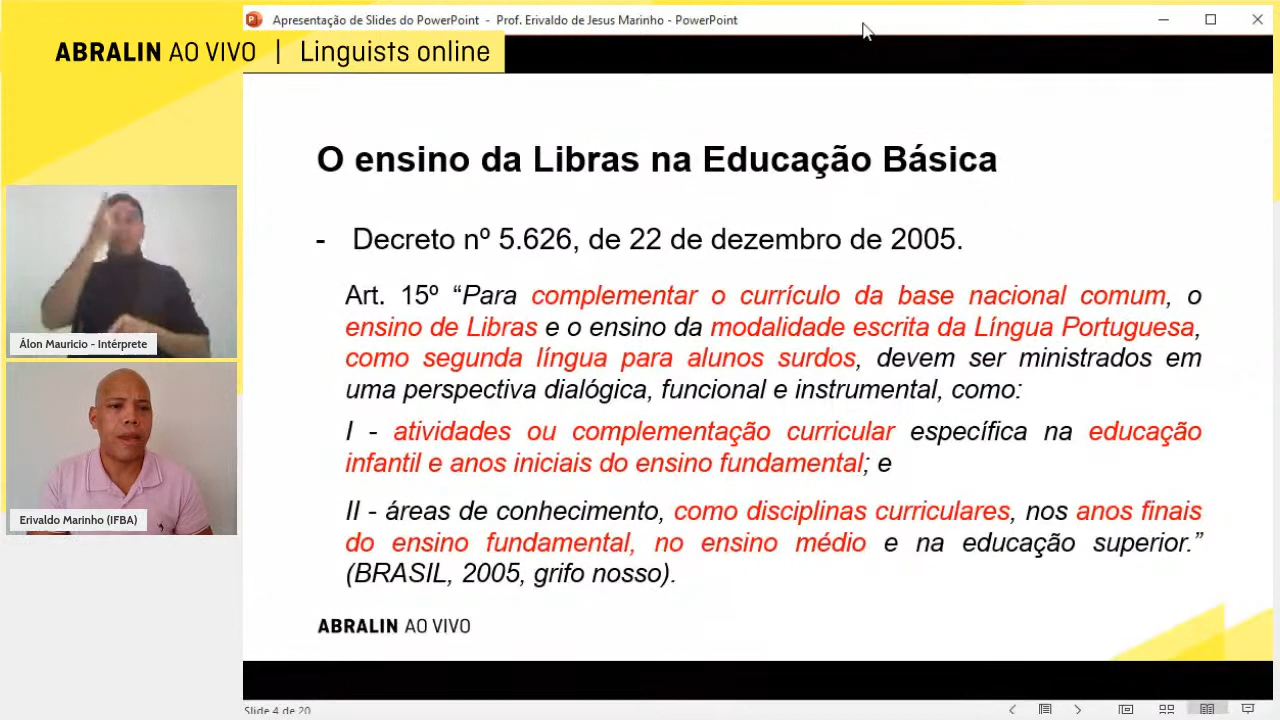 Apresentação de Slides do PowerPoint - Prof. Erivaldo de Jesus Marinho - PowerPoint
ABRALIN AO VIVO | Linguists online
O ensino da Libras na Educação Básica
- Decreto nº 5.626, de 22 de dezembro de 2005.
Art. 15º “Para complementar o currículo da base nacional comum, o
ensino de Libras e o ensino da modalidade escrita da Língua Portuguesa,
como segunda língua para alunos surdos, devem ser ministrados em
uma perspectiva dialógica, funcional e instrumental, como:
I - atividades ou complementação curricular específica na educação
infantil e anos iniciais do ensino fundamental; e
II - áreas de conhecimento, como disciplinas curriculares, nos anos finais
do ensino fundamental, no ensino médio e na educação superior.”
(BRASIL, 2005, grifo nosso).
ABRALIN AO VIVO
Álon Mauricio - Intérprete
Erivaldo Marinho (IFBA)
Slide 4 de 20